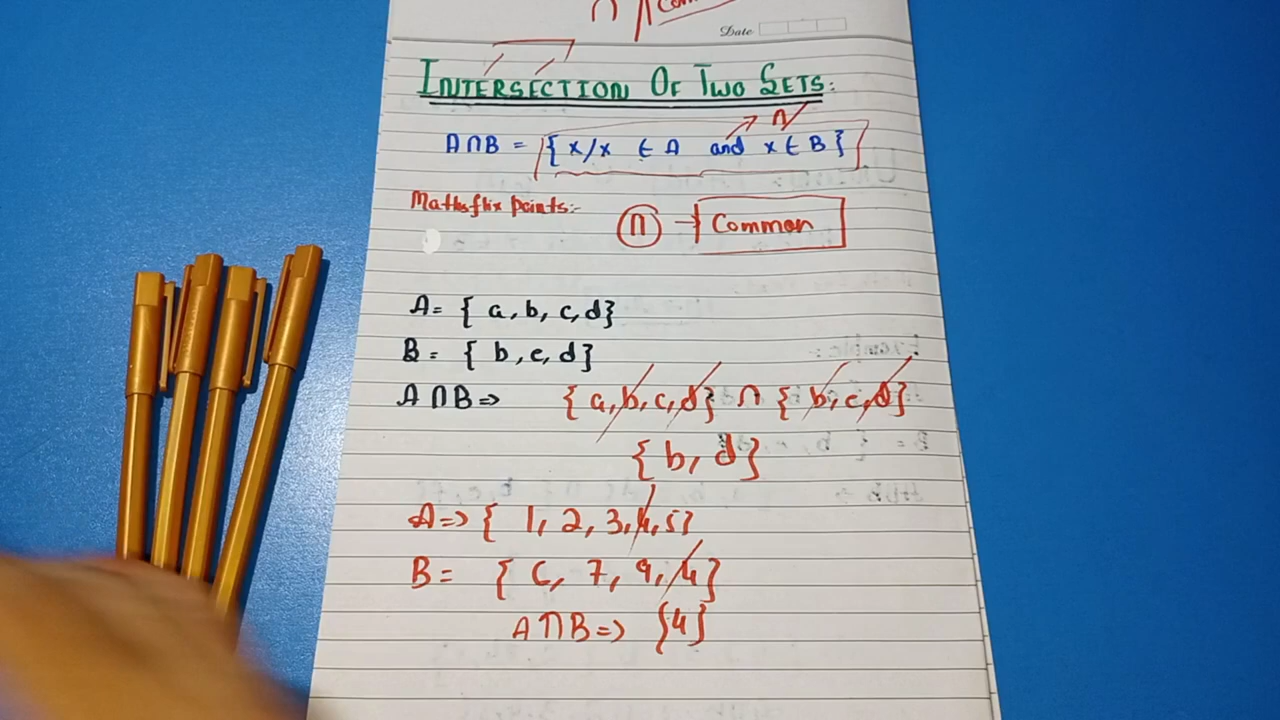 Date
INTERSECTION OF TWO SETS:
∩
A∩B = { x/x ∈ A and x ∈ B }
Mathsflix points:-
∩ → Common
A= { a, b, c, d}
B= { b, e, d}
A∩B ⇒ { a, b, c, d} ∩ { b, e, d}
{ b, d}
A ⇒ { 1, 2, 3, 4, 5}
B = { 6, 7, 9, 4}
A∩B ⇒ {4}